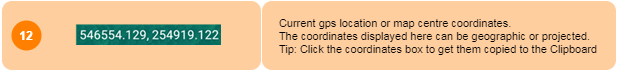 12
546554.129, 254919.122
Current gps location or map centre coordinates.
The coordinates displayed here can be geographic or projected.
Tip: Click the coordinates box to get them copied to the Clipboard